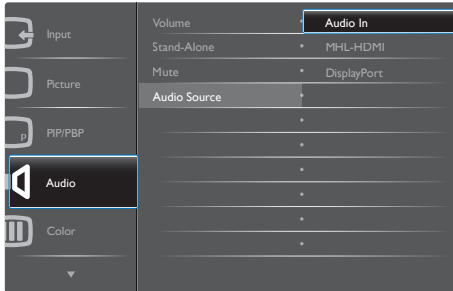 Input
Picture
P
PIP/PBP
Audio
Color
Volume
Stand-Alone
Mute
Audio Source
Audio In
MHL-HDMI
DisplayPort